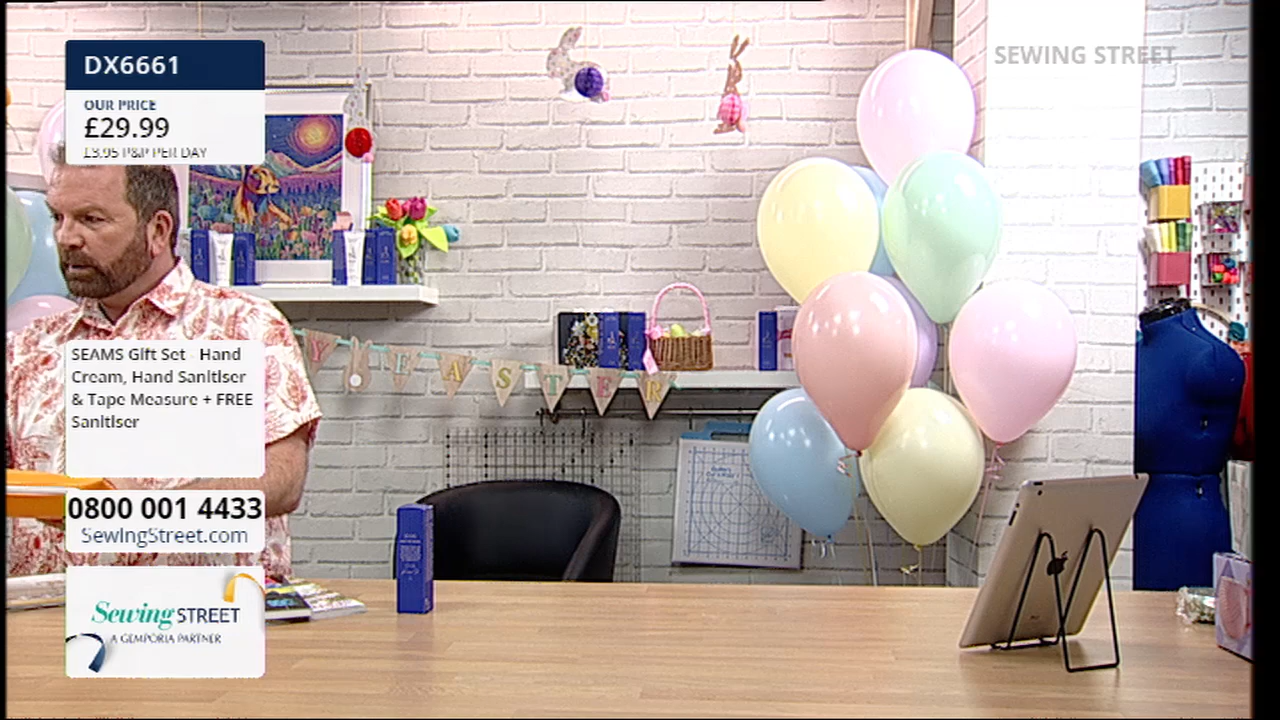 DX6661
OUR PRICE
£29.99
£3.95 P&P PER DAY
SEAMS Gift Set - Hand
Cream, Hand Sanitiser
& Tape Measure + FREE
Sanitiser
0800 001 4433
SewingStreet.com
Sewing STREET
A GEMPORIA PARTNER
SEWING STREET
Y EASTER